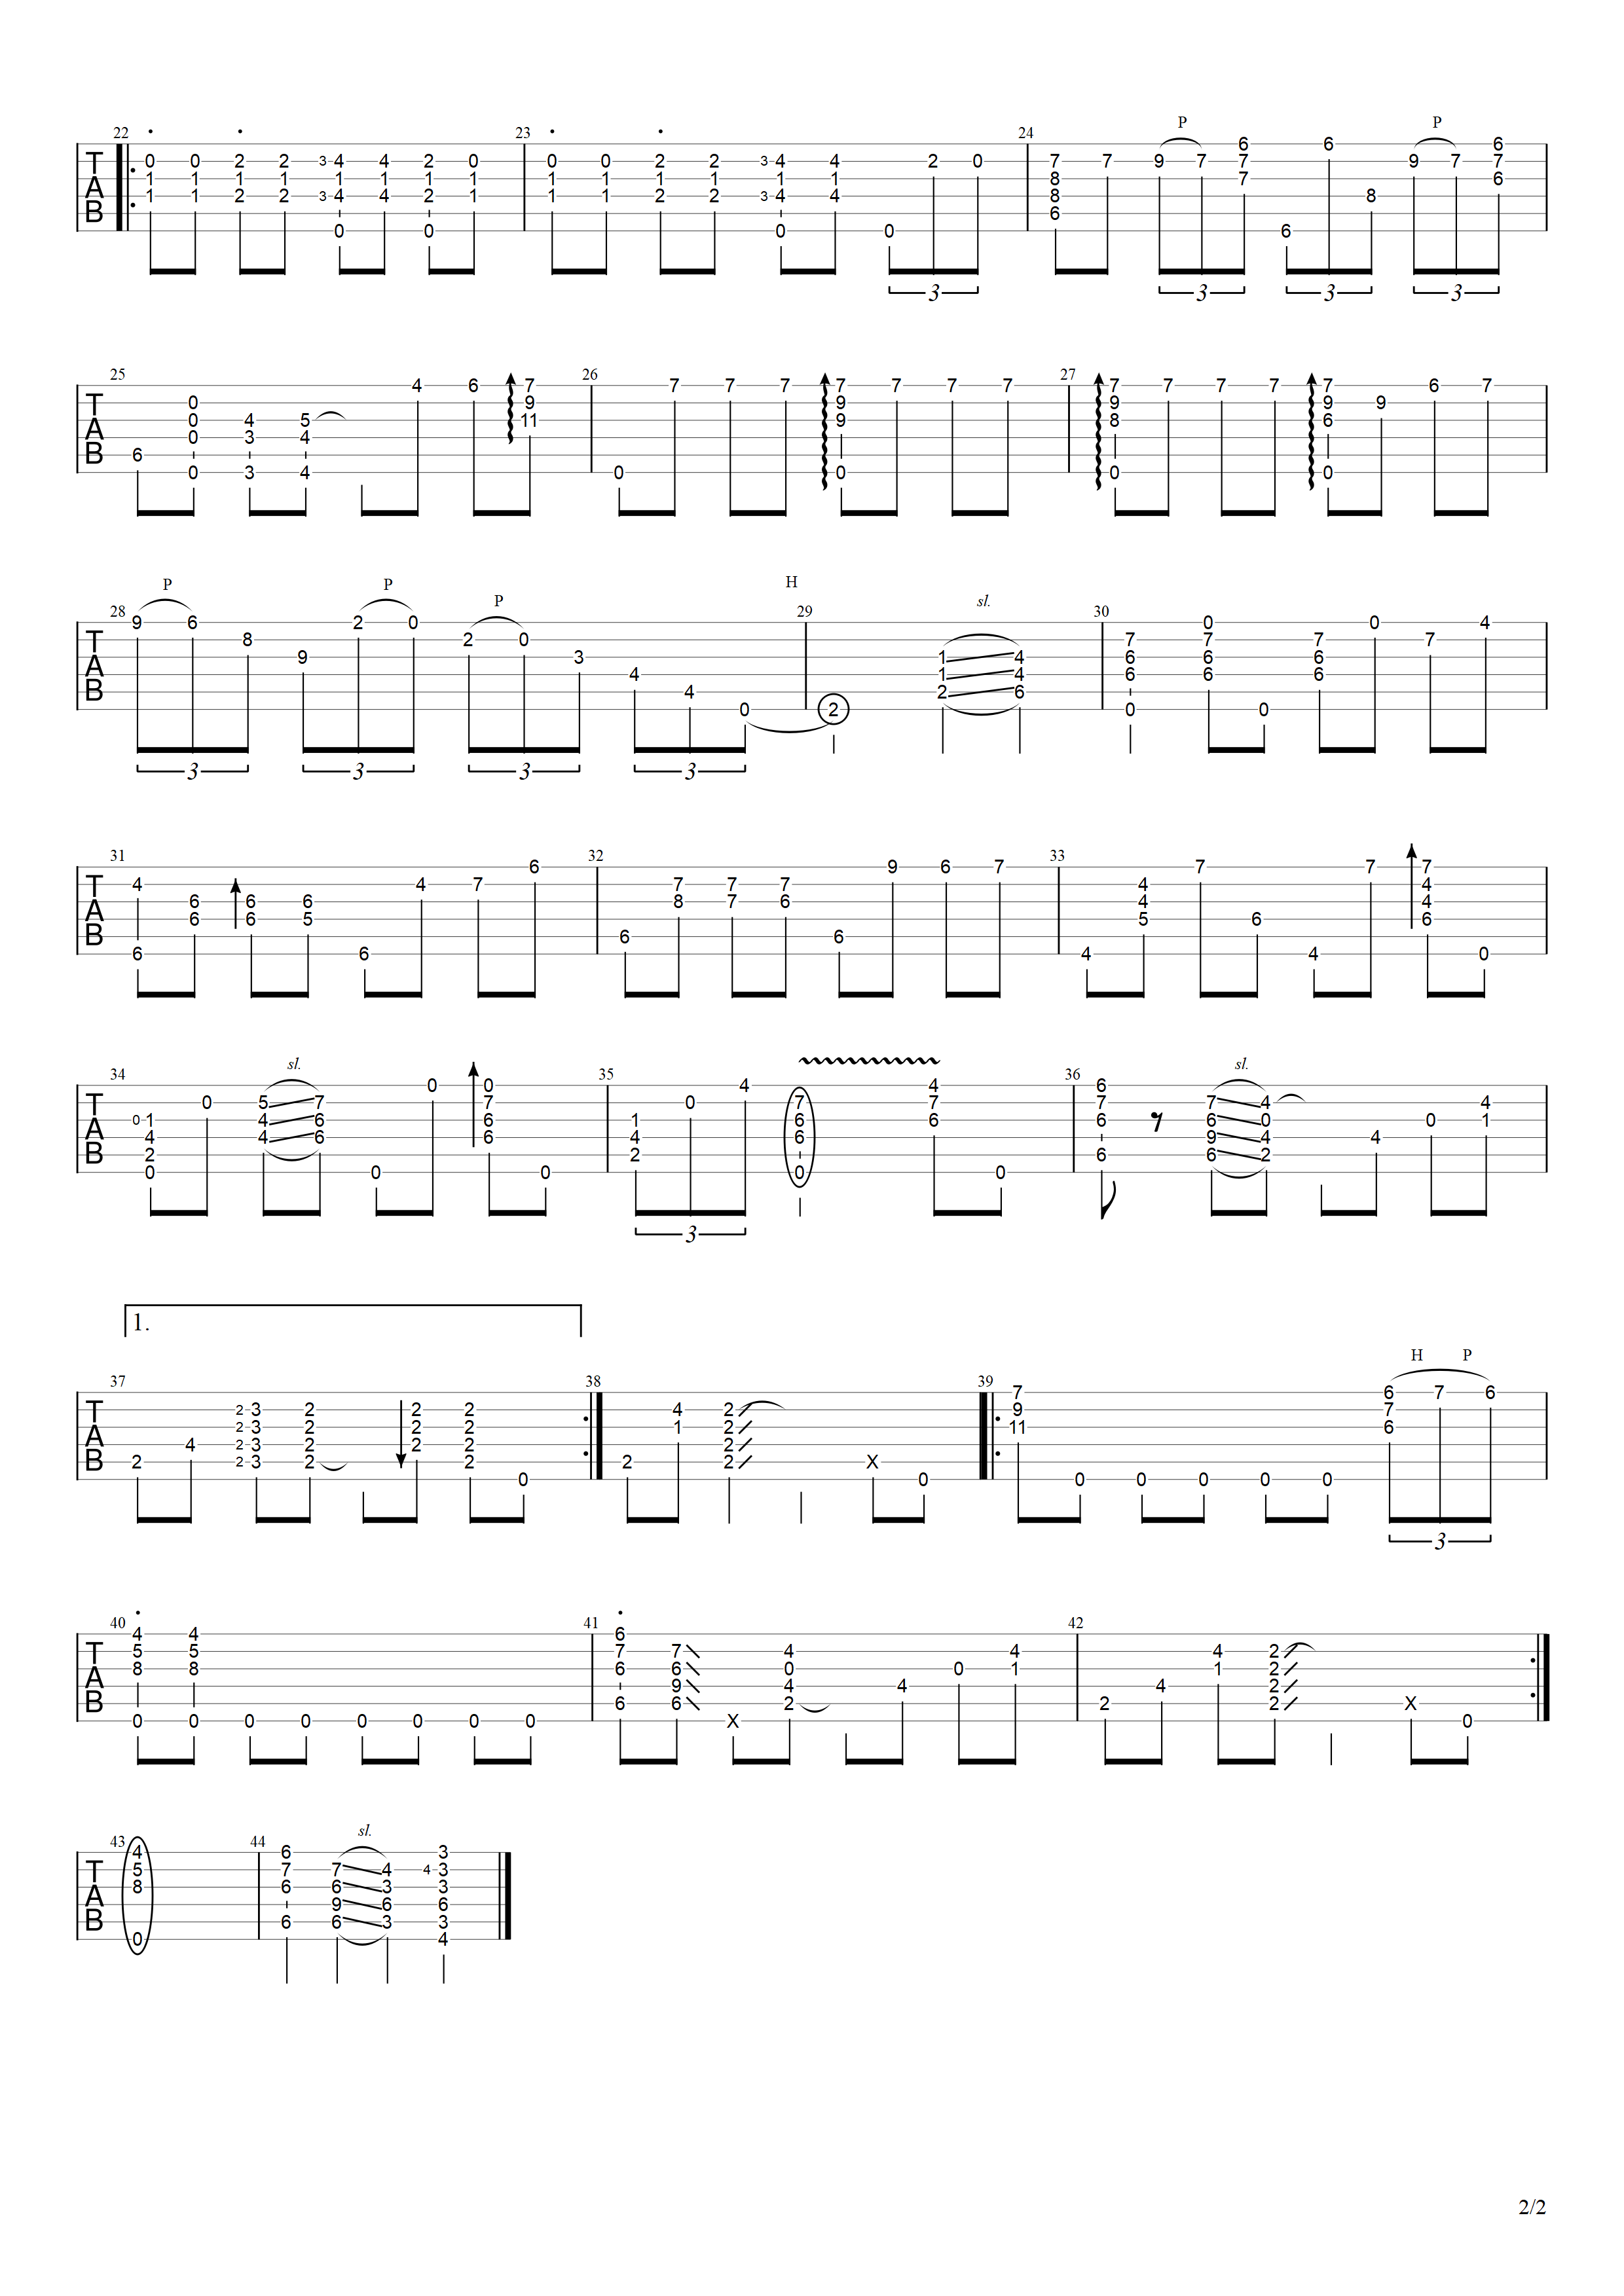 P P
22 23 24
6 6 6
T 0 0 2 2 3 4 4 2 0 0 0 2 2 3 4 4 2 0 7 7 9 7 7 9 7 7
A 1 1 1 1 1 1 1 1 1 1 1 1 1 1 8 7 6
1 1 2 2 3 4 4 2 1 1 1 2 2 3 4 4 8 8
B 6
0 0 0 0 6
3 3 3 3
25 26 27
4 6 7 7 7 7 7 7 7 7 7 7 7 7 7 6 7
T 0 9 9 9 9 9
A 0 4 5 11 9 8 6
0 3 4
B 6
0 3 4 0 0 0 0
P P P H sl.
28 29 30
9 6 2 0 0 0 4
T 8 2 0 7 7 7 7
A 9 3 1 4 6 6 6
4 1 4 6 6 6
B 4 2 6
0 2 0 0
3 3 3 3
31 32 33
6 9 6 7 7 7 7
T 4 4 7 7 7 7 4 4
A 6 6 6 8 7 6 4 4
6 6 5 5 6 6
B 6 6
6 6 4 4 0
sl. sl.
34 35 36
0 0 4 4 6
T 0 5 7 7 0 7 7 7 7 4 4
A 0 1 4 6 6 1 6 6 6 6 0 0 1
4 4 6 6 4 6 9 4 4
B 2 2 6 6 2
0 0 0 0 0
3
1.
H P
37 38 39
7 6 7 6
T 2 3 2 2 2 4 2 9 7
A 2 3 2 2 2 1 2 11 6
4 2 3 2 2 2 2
B 2 2 3 2 2 2 2 X
0 0 0 0 0 0 0
3
40 41 42
4 4 6
T 5 5 7 7 4 4 4 2
A 8 8 6 6 0 0 1 1 2
9 4 4 4 2
B 6 6 2 2 2 X
0 0 0 0 0 0 0 0 X 0
sl.
43 44
4 6 3
T 5 7 7 4 4 3
A 8 6 6 3 3
9 6 6
B 6 6 3 3
0 4
2/2